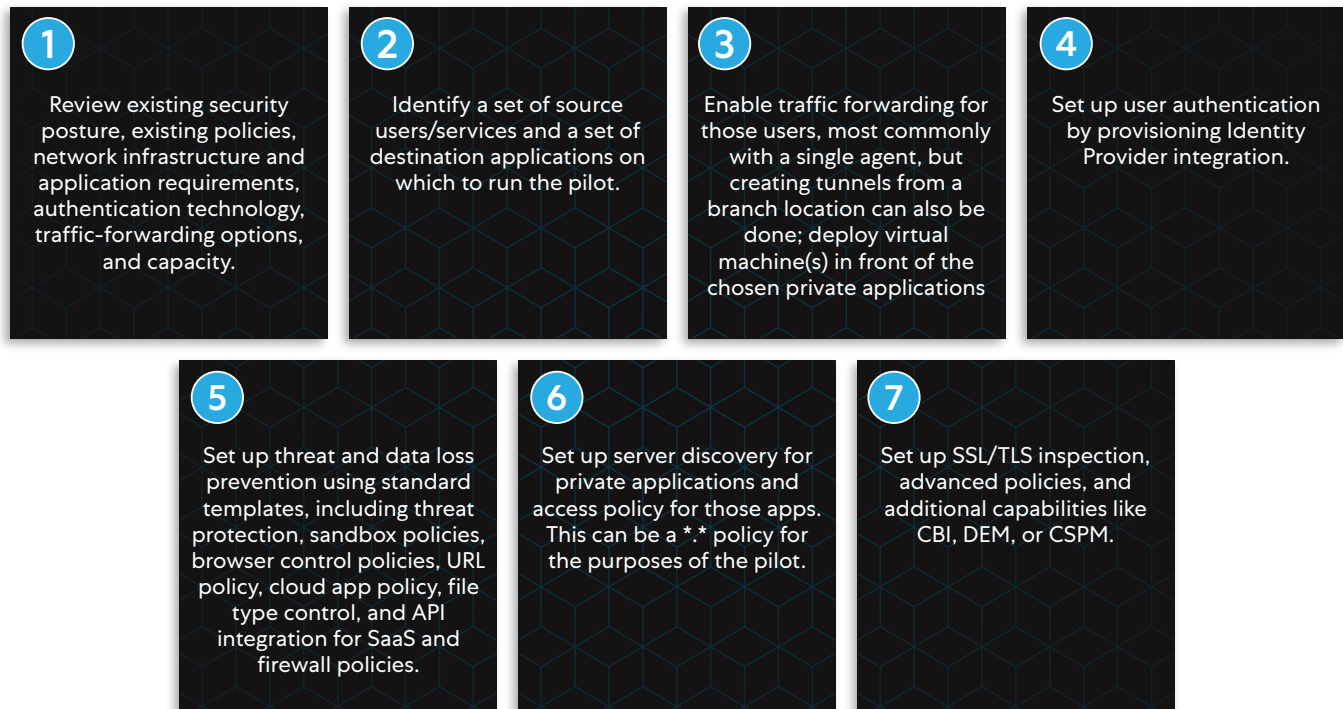 1
Review existing security
posture, existing policies,
network infrastructure and
application requirements,
authentication technology,
traffic-forwarding options,
and capacity.
2
Identify a set of source
users/services and a set of
destination applications on
which to run the pilot.
3
Enable traffic forwarding for
those users, most commonly
with a single agent, but
creating tunnels from a
branch location can also be
done; deploy virtual
machine(s) in front of the
chosen private applications
4
Set up user authentication
by provisioning Identity
Provider integration.
5
Set up threat and data loss
prevention using standard
templates, including threat
protection, sandbox policies,
browser control policies, URL
policy, cloud app policy, file
type control, and API
integration for SaaS and
firewall policies.
6
Set up server discovery for
private applications and
access policy for those apps.
This can be a *.* policy for
the purposes of the pilot.
7
Set up SSL/TLS inspection,
advanced policies, and
additional capabilities like
CBI, DEM, or CSPM.